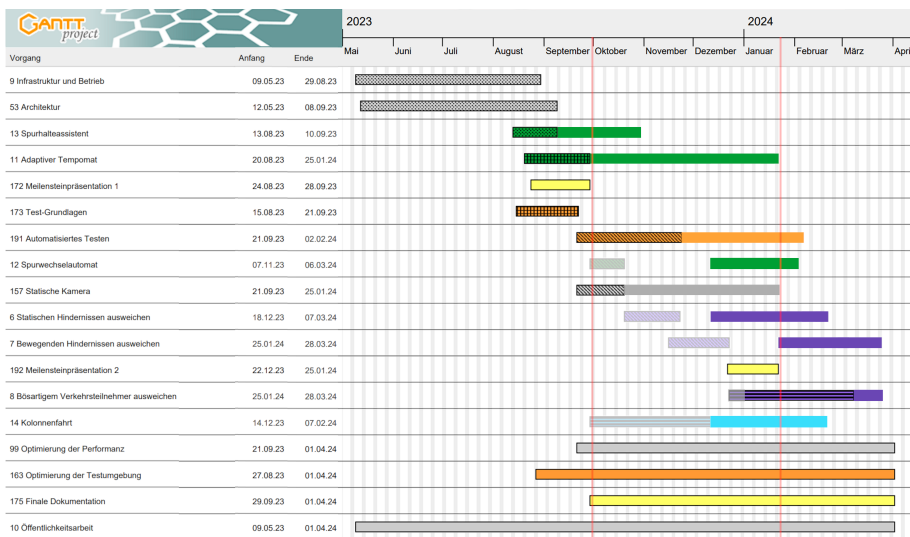 GANTT project
2023 2024
Mai Juni Juli August September Oktober November Dezember Januar Februar März April
Vorgang Anfang Ende
9 Infrastruktur und Betrieb 09.05.23 29.08.23
53 Architektur 12.05.23 08.09.23
13 Spurhalteassistent 13.08.23 10.09.23
11 Adaptiver Tempomat 20.08.23 25.01.24
172 Meilensteinpräsentation 1 24.08.23 28.09.23
173 Test-Grundlagen 15.08.23 21.09.23
191 Automatisiertes Testen 21.09.23 02.02.24
12 Spurwechselautomat 07.11.23 06.03.24
157 Statische Kamera 21.09.23 25.01.24
6 Statischen Hindernissen ausweichen 18.12.23 07.03.24
7 Bewegenden Hindernissen ausweichen 25.01.24 28.03.24
192 Meilensteinpräsentation 2 22.12.23 25.01.24
8 Bösartigem Verkehrsteilnehmer ausweichen 25.01.24 28.03.24
14 Kolonnenfahrt 14.12.23 07.02.24
99 Optimierung der Performanz 21.09.23 01.04.24
163 Optimierung der Testumgebung 27.08.23 01.04.24
175 Finale Dokumentation 29.09.23 01.04.24
10 Öffentlichkeitsarbeit 09.05.23 01.04.24